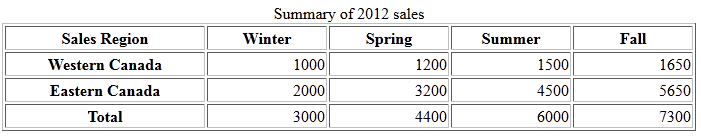 Summary of 2012 sales
Sales Region Winter Spring Summer Fall
Western Canada 1000 1200 1500 1650
Eastern Canada 2000 3200 4500 5650
Total 3000 4400 6000 7300